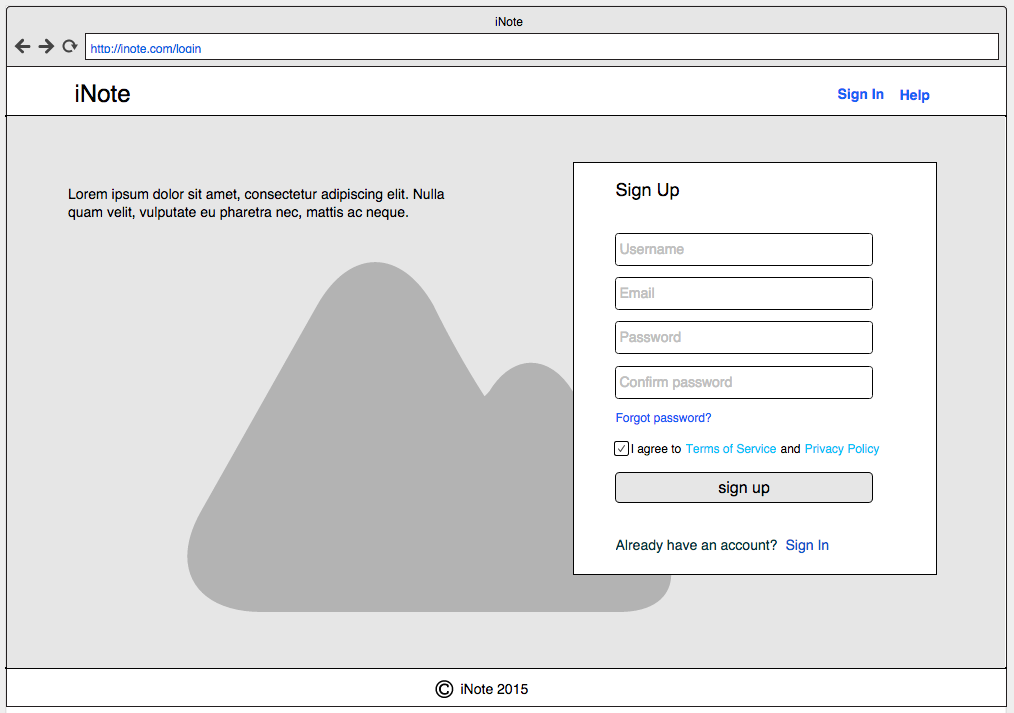 iNote
http://inote.com/login
iNote
Sign In Help
Lorem ipsum dolor sit amet, consectetur adipiscing elit. Nulla
quam velit, vulputate eu pharetra nec, mattis ac neque.
Sign Up
Username
Email
Password
Confirm password
Forgot password?
I agree to Terms of Service and Privacy Policy
sign up
Already have an account? Sign In
© iNote 2015